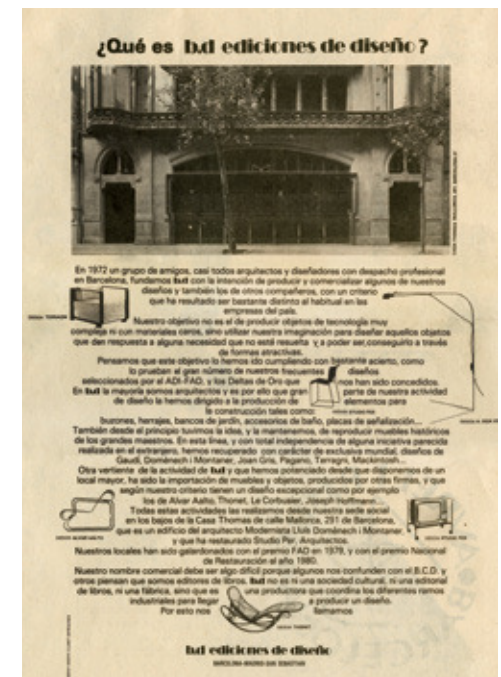 ¿Qué es b.d ediciones de diseño?
En 1972 un grupo de amigos, casi todos arquitectos y diseñadores con despacho profesional
en Barcelona, fundamos b.d con la intención de producir y comercializar algunos de nuestros
diseños y también los de otros compañeros, con un criterio
que ha resultado ser bastante distinto al habitual en las
empresas del país.
Nuestro objetivo no es el de producir objetos de tecnología muy
compleja ni con materiales caros, sino utilizar nuestra imaginación para diseñar aquellos objetos
que den respuesta a alguna necesidad que no esté resuelta y, a poder ser, conseguirlo a través
de formas atractivas.
Pensamos que este objetivo lo hemos ido cumpliendo con bastante acierto, como
lo prueban el gran número de nuestros frecuentes diseños
seleccionados por el ADI-FAD, y los Deltas de Oro que nos han sido concedidos.
En b.d la mayoría somos arquitectos y es por ello que gran parte de nuestra actividad
de diseño la hemos dirigido a la producción de elementos para
la construcción tales como:
buzones, herrajes, bancos de jardín, accesorios de baño, placas de señalización...
También desde el principio tuvimos la idea, y la mantenemos, de reproducir muebles históricos
de los grandes maestros. En esta línea, y con total independencia de alguna iniciativa parecida
realizada en el extranjero, hemos recuperado con carácter de exclusiva mundial, diseños de
Gaudí, Domènech i Montaner, Joan Gris, Pagano, Terragni, Mackintosh...
Otra vertiente de la actividad de b.d y que hemos potenciado desde que disponemos de un
local mayor, ha sido la importación de muebles y objetos, producidos por otras firmas, y que
según nuestro criterio tienen un diseño excepcional como por ejemplo
los de Alvar Aalto, Thonet, Le Corbusier, Joseph Hoffmann...
Todas estas actividades las realizamos desde nuestra sede social
en los bajos de la Casa Thomas de calle Mallorca, 291 de Barcelona,
que es un edificio del arquitecto Modernista Lluís Domènech i Montaner,
y que ha restaurado Studio Per, Arquitectos.
Nuestros locales han sido galardonados con el premio FAD en 1979, y con el premio Nacional
de Restauración el año 1980.
Nuestro nombre comercial debe ser algo difícil porque algunos nos confunden con el B.C.D. y
otros piensan que somos editores de libros. b.d no es ni una sociedad cultural, ni una editorial
de libros, ni una fábrica, sino que es una productora que coordina los diferentes ramos
industriales para llegar a producir un diseño.
Por esto nos llamamos
b.d ediciones de diseño
BARCELONA-MADRID-SAN SEBASTIAN